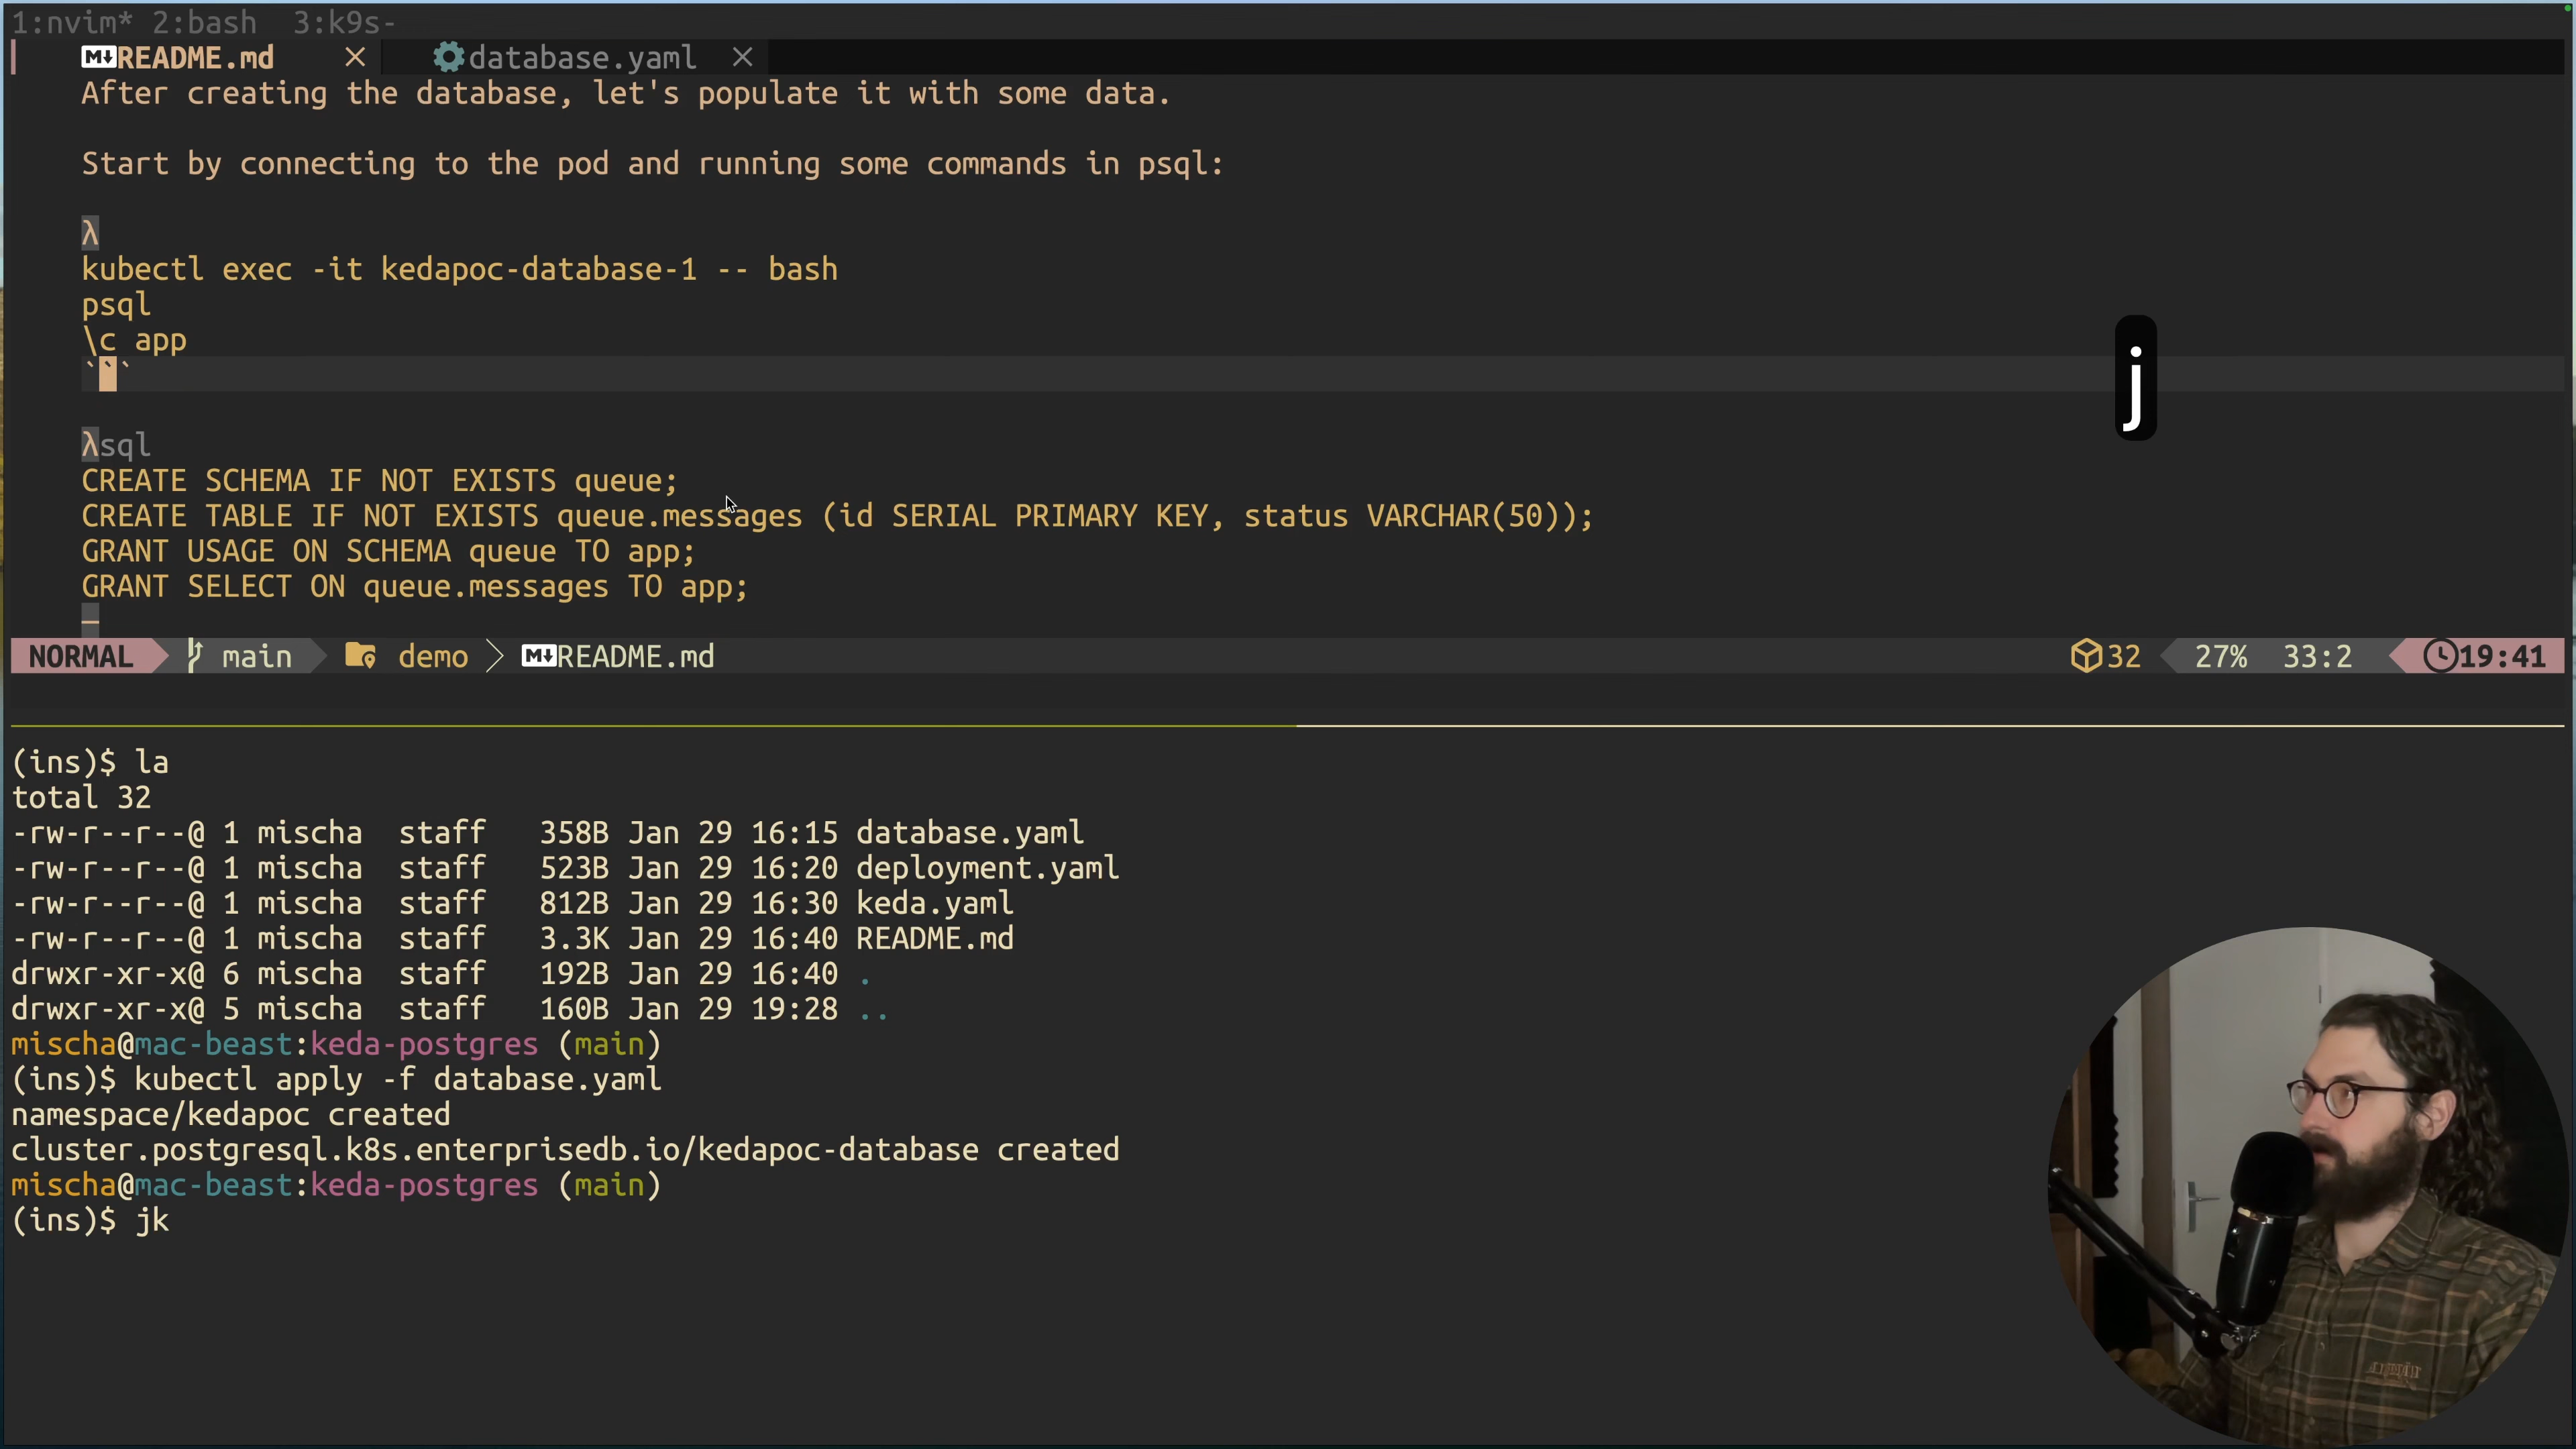 1:nvim* 2:bash  3:k9s-
README.md database.yaml
After creating the database, let's populate it with some data.
Start by connecting to the pod and running some commands in psql:
λ
kubectl exec -it kedapoc-database-1 -- bash
psql
\c app
```
λsql
CREATE SCHEMA IF NOT EXISTS queue;
CREATE TABLE IF NOT EXISTS queue.messages (id SERIAL PRIMARY KEY, status VARCHAR(50));
GRANT USAGE ON SCHEMA queue TO app;
GRANT SELECT ON queue.messages TO app;
j
NORMAL main demo README.md 32 27% 33:2 19:41
(ins)$ la
total 32
-rw-r--r--@ 1 mischa  staff   358B Jan 29 16:15 database.yaml
-rw-r--r--@ 1 mischa  staff   523B Jan 29 16:20 deployment.yaml
-rw-r--r--@ 1 mischa  staff   812B Jan 29 16:30 keda.yaml
-rw-r--r--@ 1 mischa  staff   3.3K Jan 29 16:40 README.md
drwxr-xr-x@ 6 mischa  staff   192B Jan 29 16:40 .
drwxr-xr-x@ 5 mischa  staff   160B Jan 29 19:28 ..
mischa@mac-beast:keda-postgres (main)
(ins)$ kubectl apply -f database.yaml
namespace/kedapoc created
cluster.postgresql.k8s.enterprisedb.io/kedapoc-database created
mischa@mac-beast:keda-postgres (main)
(ins)$ jk